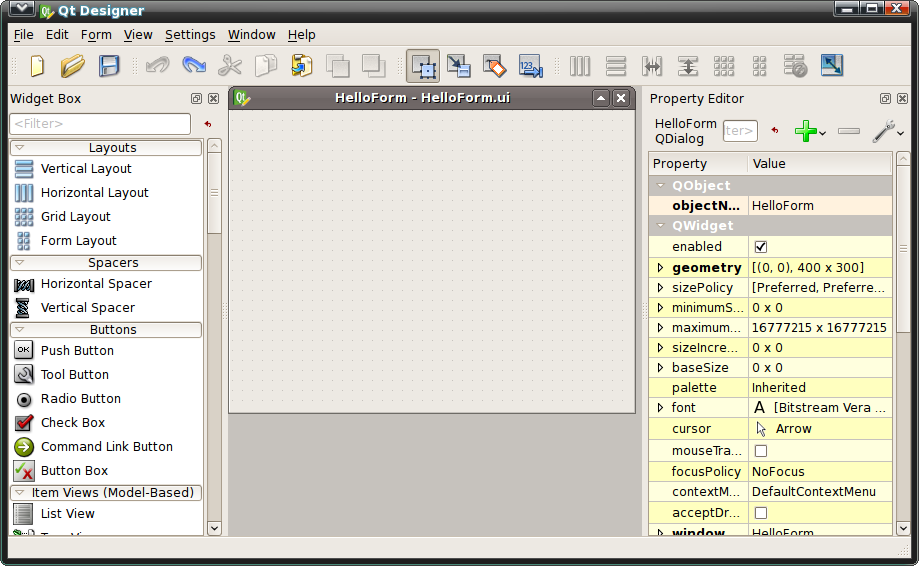 Qt Designer
File Edit Form View Settings Window Help
123
Widget Box
<Filter>
Layouts
Vertical Layout
Horizontal Layout
Grid Layout
Form Layout
Spacers
Horizontal Spacer
Vertical Spacer
Buttons
OK Push Button
Tool Button
Radio Button
Check Box
Command Link Button
Button Box
Item Views (Model-Based)
List View
Qt HelloForm - HelloForm.ui
Property Editor
HelloForm
QDialog
ter>
Property Value
QObject
objectN... HelloForm
QWidget
enabled
geometry [(0, 0), 400 x 300]
sizePolicy [Preferred, Preferre...
minimumS... 0 x 0
maximum... 16777215 x 16777215
sizeIncre... 0 x 0
baseSize 0 x 0
palette Inherited
font A [Bitstream Vera ...
cursor Arrow
mouseTra...
focusPolicy NoFocus
contextM... DefaultContextMenu
acceptDr...
window... HelloForm